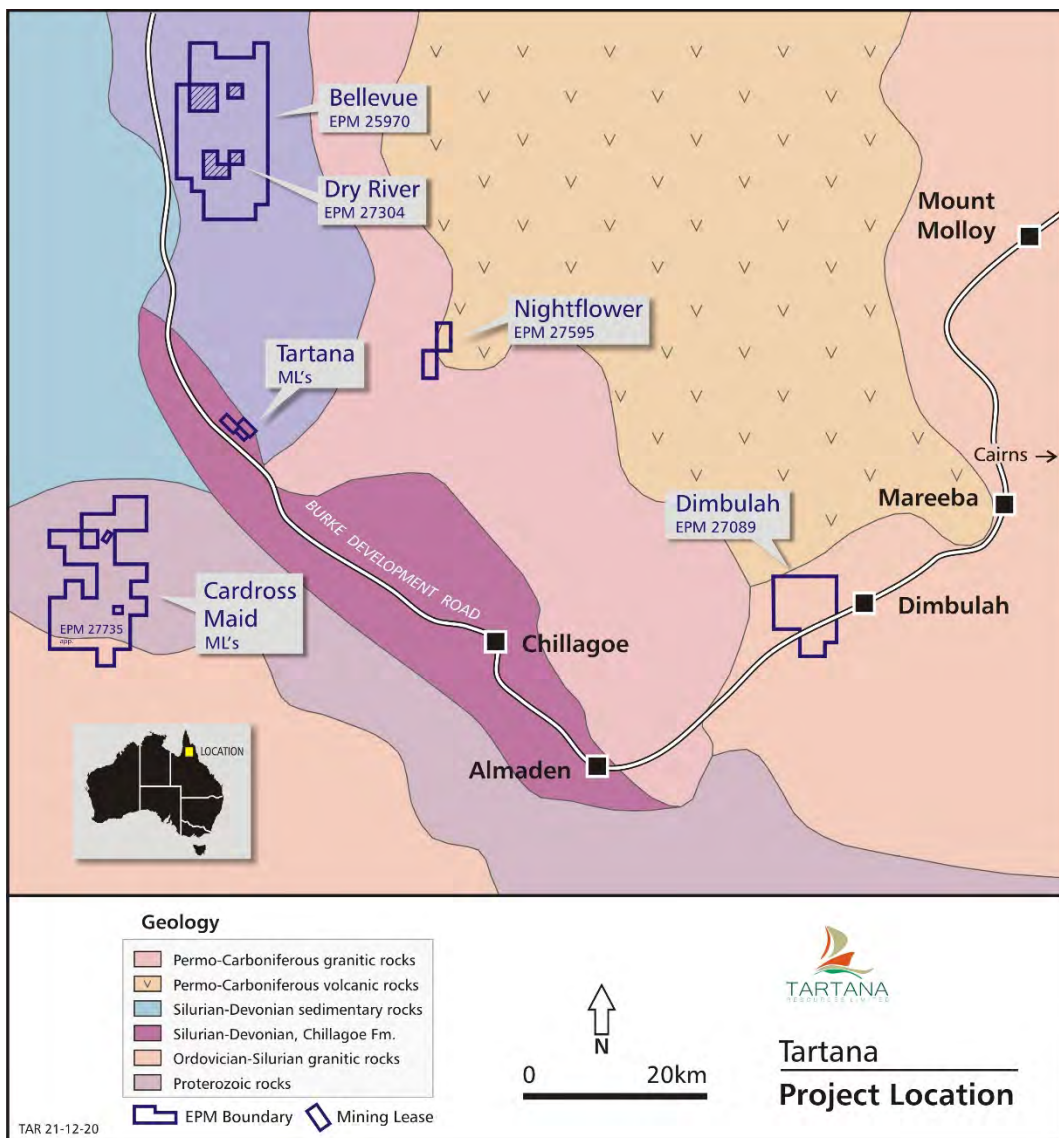 Bellevue
EPM 25970
Dry River
EPM 27304
Mount
Molloy
Nightflower
EPM 27595
Tartana
ML's
Cairns →
Mareeba
Dimbulah
EPM 27089
BURKE DEVELOPMENT ROAD
Cardross
Maid
ML's
EPM 27735
app.
Dimbulah
Chillagoe
LOCATION
Almaden
Geology
Permo-Carboniferous granitic rocks
v Permo-Carboniferous volcanic rocks
Silurian-Devonian sedimentary rocks
Silurian-Devonian, Chillagoe Fm.
Ordovician-Silurian granitic rocks
Proterozoic rocks
EPM Boundary
Mining Lease
N
0 20km
TARTANA
RESOURCES LIMITED
Tartana
Project Location
TAR 21-12-20